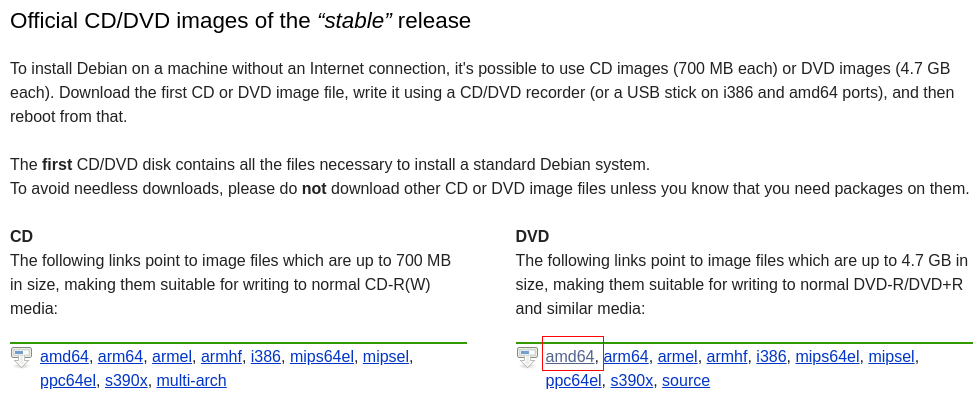 Official CD/DVD images of the “stable” release
To install Debian on a machine without an Internet connection, it's possible to use CD images (700 MB each) or DVD images (4.7 GB
each). Download the first CD or DVD image file, write it using a CD/DVD recorder (or a USB stick on i386 and amd64 ports), and then
reboot from that.
The first CD/DVD disk contains all the files necessary to install a standard Debian system.
To avoid needless downloads, please do not download other CD or DVD image files unless you know that you need packages on them.
CD
The following links point to image files which are up to 700 MB
in size, making them suitable for writing to normal CD-R(W)
media:
amd64, arm64, armel, armhf, i386, mips64el, mipsel,
ppc64el, s390x, multi-arch
DVD
The following links point to image files which are up to 4.7 GB in
size, making them suitable for writing to normal DVD-R/DVD+R
and similar media:
amd64, arm64, armel, armhf, i386, mips64el, mipsel,
ppc64el, s390x, source